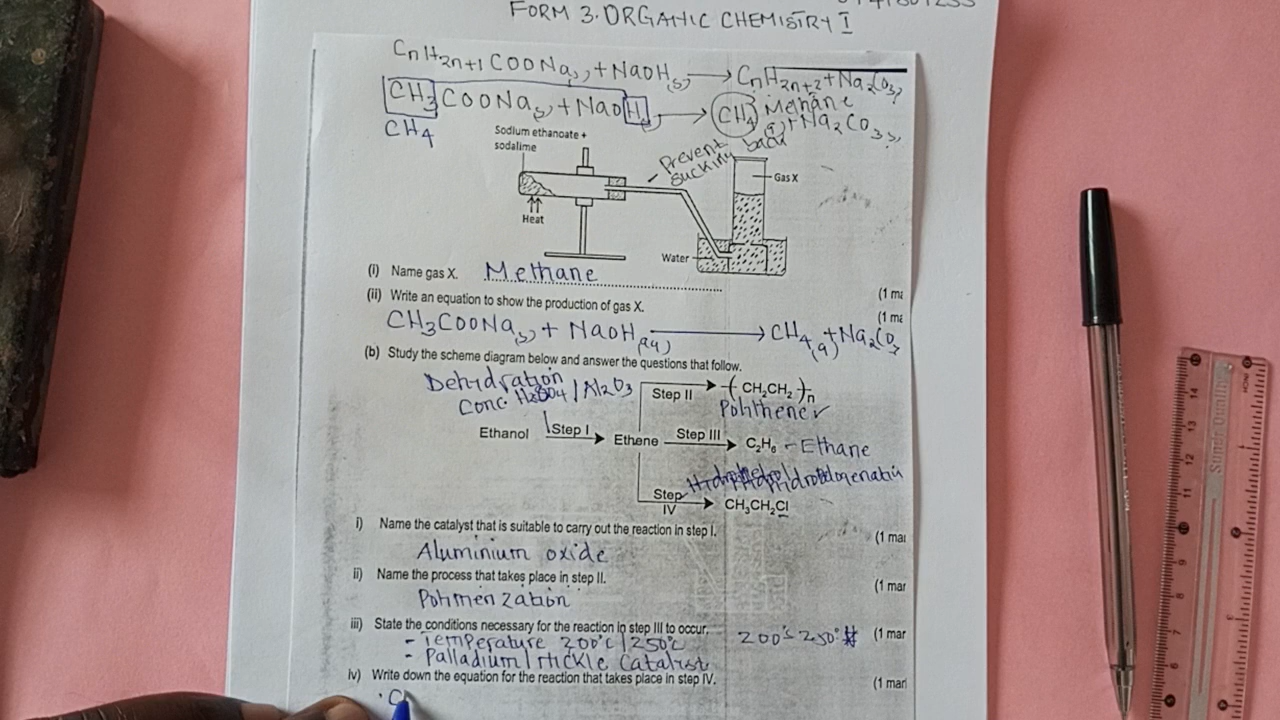 FORM 3. ORGANIC CHEMISTRY I
CnH2n+1 COONa(s) + NaOH(s) → CnH2n+2 + Na2CO3
CH3COONa(s) + NaOH → CH4 Methane
(g) + Na2CO3(s)
CH4
Prevent
sucking back
Sodium ethanoate +
sodalime
Gas X
Heat
Water
(i) Name gas X. Methane
(ii) Write an equation to show the production of gas X. (1 ma
(1 ma
CH3COONa(s) + NaOH(aq) → CH4(g) + Na2CO3
(b) Study the scheme diagram below and answer the questions that follow.
Dehidration
Conc. H2SO4 / Al2O3
Step II
( CH2CH2 )n
Polithene
Ethanol
Step I
Ethene
Step III
C2H6 - Ethane
Step
IV
CH3CH2Cl
i) Name the catalyst that is suitable to carry out the reaction in step I. (1 mar
Aluminium oxide
ii) Name the process that takes place in step II. (1 mar
Polimerization
iii) State the conditions necessary for the reaction in step III to occur. 200°C 250° (1 mar
- Temperature 200°C / 250°C
- Palladium / Nickle Catalyst
iv) Write down the equation for the reaction that takes place in step IV. (1 mar
C